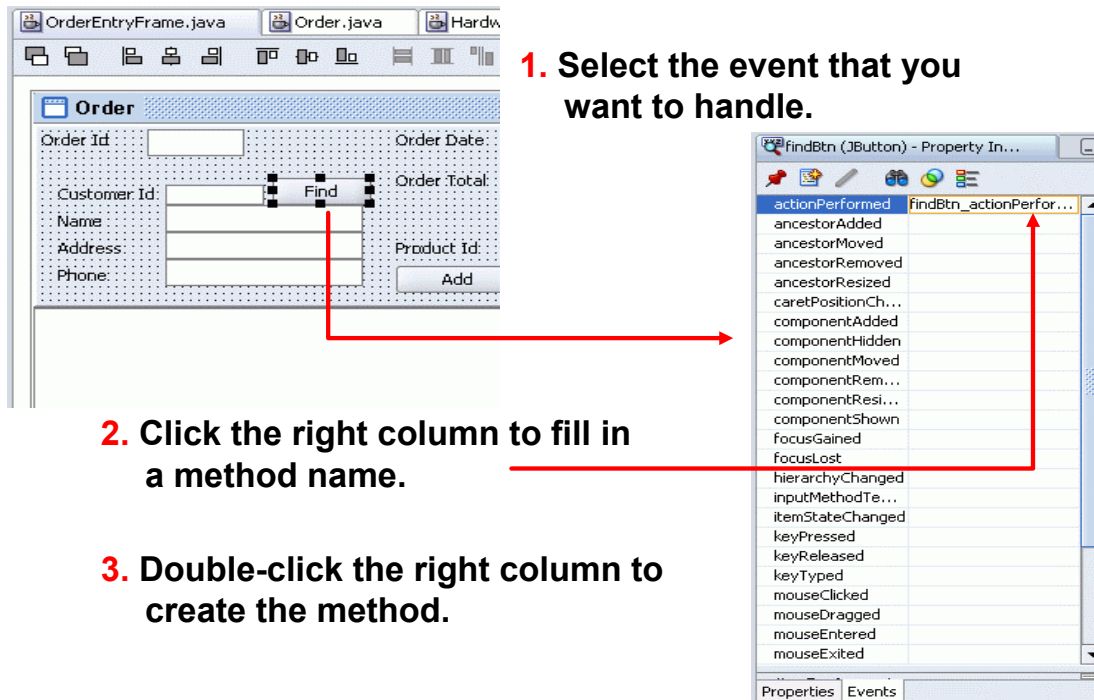 OrderEntryFrame.java
Order.java
Hardw
1. Select the event that you
want to handle.
Order
Order Id:
Order Date:
Customer Id:
Find
Order Total:
Name
Address:
Product Id:
Phone:
Add
findBtn (JButton) - Property In...
actionPerformed findBtn_actionPerfor...
ancestorAdded
ancestorMoved
ancestorRemoved
ancestorResized
caretPositionCh...
componentAdded
componentHidden
componentMoved
componentRem...
componentResi...
componentShown
focusGained
focusLost
hierarchyChanged
inputMethodTe...
itemStateChanged
keyPressed
keyReleased
keyTyped
mouseClicked
mouseDragged
mouseEntered
mouseExited
Properties Events
2. Click the right column to fill in
a method name.
3. Double-click the right column to
create the method.